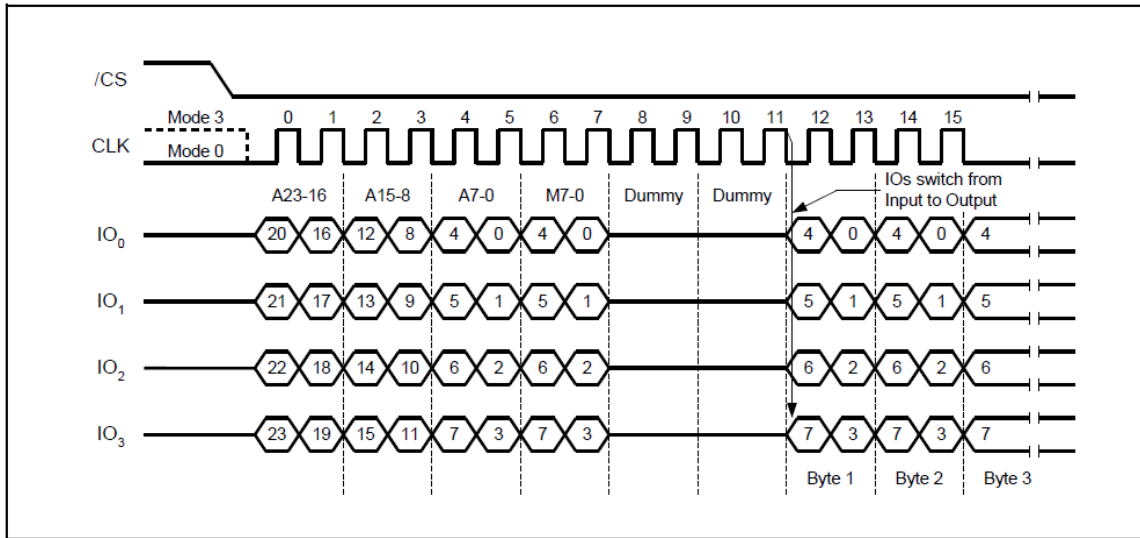 /CS
Mode 3 0 1 2 3 4 5 6 7 8 9 10 11 12 13 14 15
CLK
Mode 0
IOs switch from
Input to Output
A23-16 A15-8 A7-0 M7-0 Dummy Dummy
IO0 20 16 12 8 4 0 4 0 4 0 4 0 4
IO1 21 17 13 9 5 1 5 1 5 1 5 1 5
IO2 22 18 14 10 6 2 6 2 6 2 6 2 6
IO3 23 19 15 11 7 3 7 3 7 3 7 3 7
Byte 1 Byte 2 Byte 3